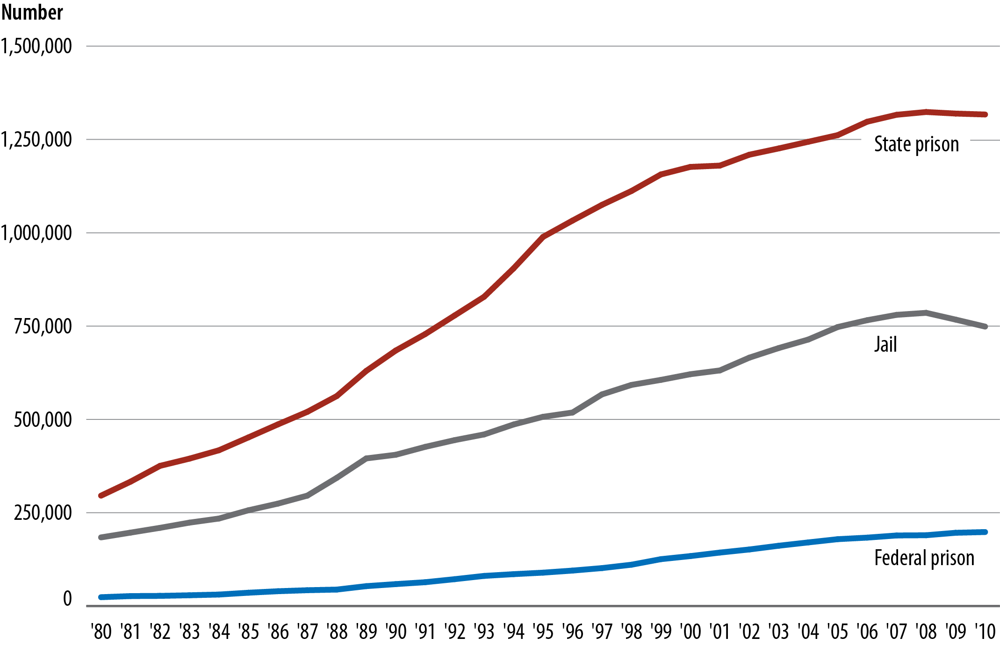 Number
1,500,000
1,250,000
State prison
1,000,000
750,000
Jail
500,000
250,000
Federal prison
0
'80 '81 '82 '83 '84 '85 '86 '87 '88 '89 '90 '91 '92 '93 '94 '95 '96 '97 '98 '99 '00 '01 '02 '03 '04 '05 '06 '07 '08 '09 '10